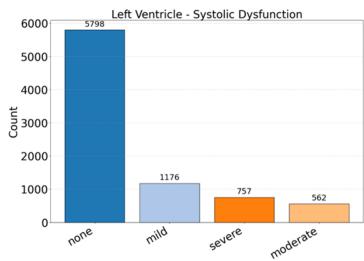 Left Ventricle - Systolic Dysfunction
Count
6000
5000
4000
3000
2000
1000
0
5798
1176
757
562
none
mild
severe
moderate